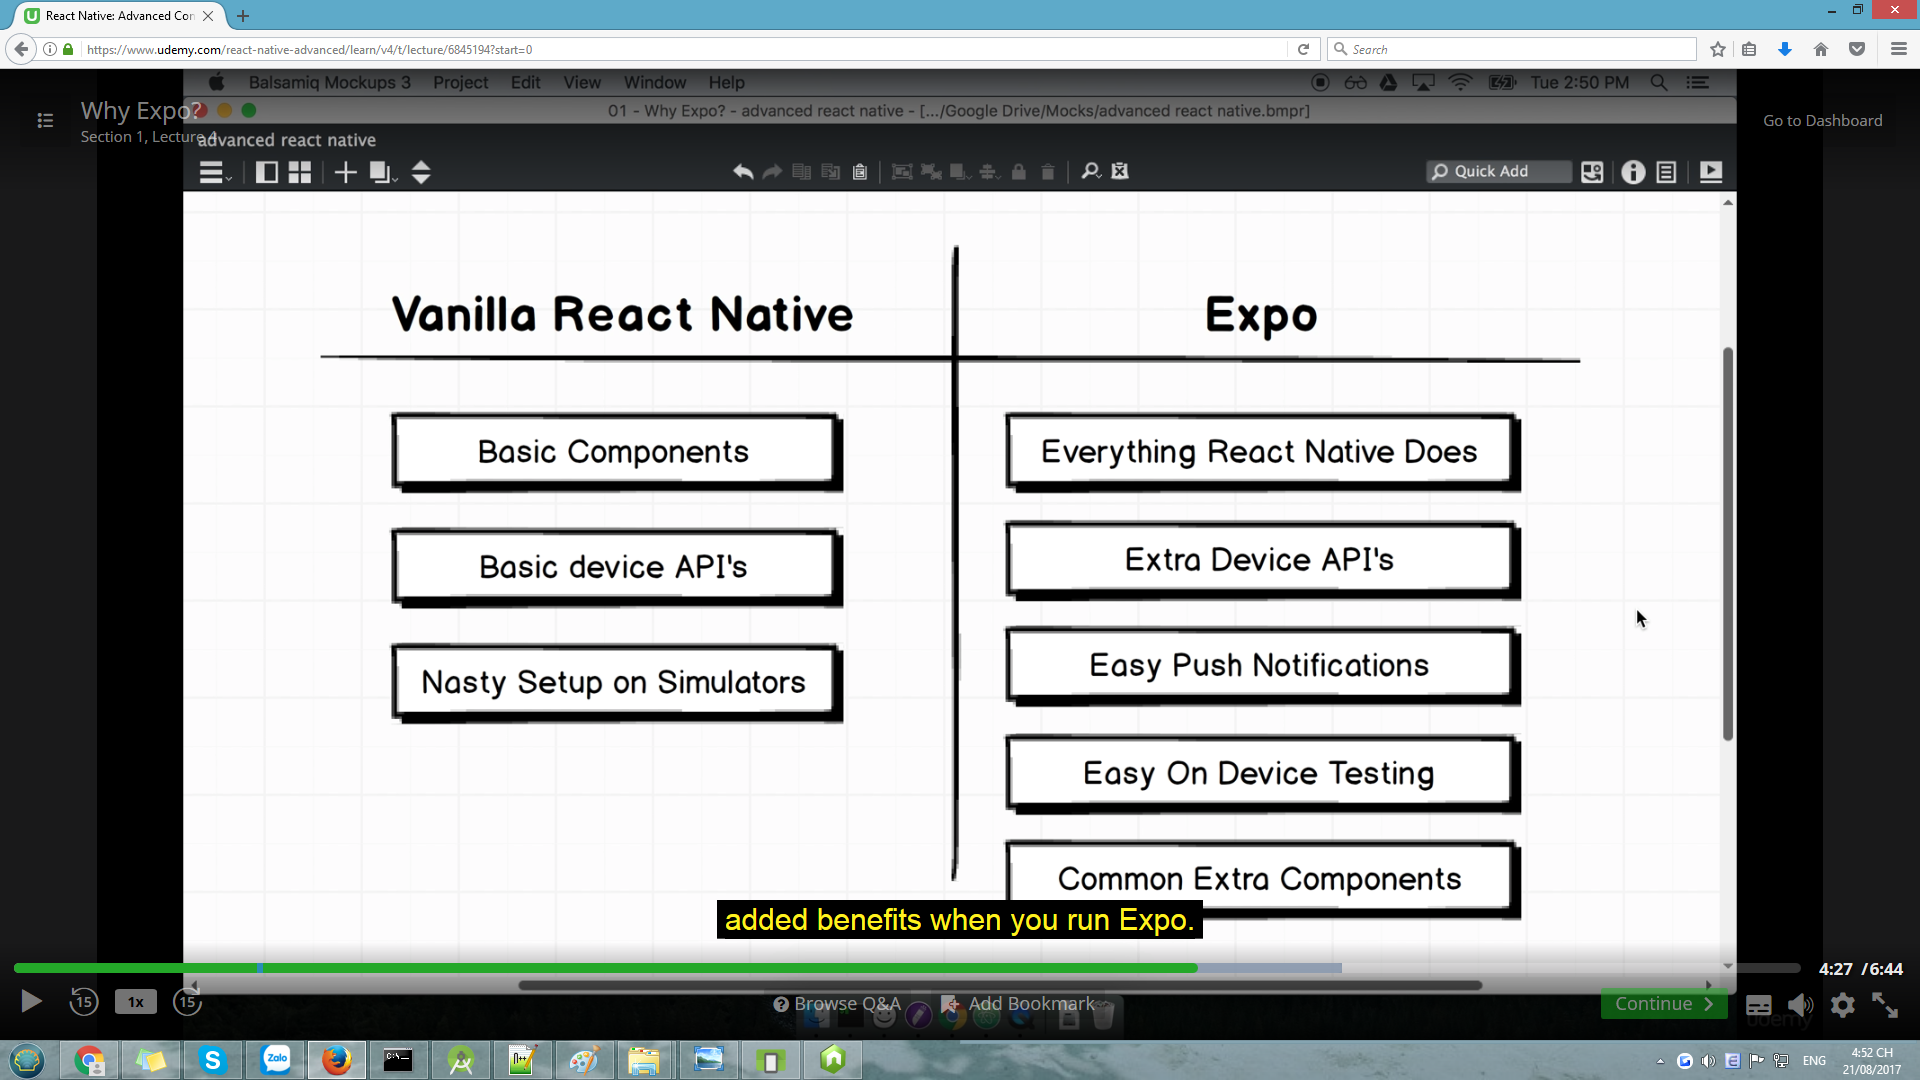 React Native: Advanced Con
https://www.udemy.com/react-native-advanced/learn/v4/t/lecture/6845194?start=0
Search
Balsamiq Mockups 3 Project Edit View Window Help
Tue 2:50 PM
Why Expo?
01 - Why Expo? - advanced react native - [.../Google Drive/Mocks/advanced react native.bmpr]
Section 1, Lecture 4
Go to Dashboard
advanced react native
Quick Add
Vanilla React Native
Expo
Basic Components
Everything React Native Does
Basic device API's
Extra Device API's
Nasty Setup on Simulators
Easy Push Notifications
Easy On Device Testing
Common Extra Components
added benefits when you run Expo.
4:27 / 6:44
15
1x
15
Browse Q&A
Add Bookmark
Continue
udemy
Zalo
C:\_
ENG
4:52 CH
21/08/2017